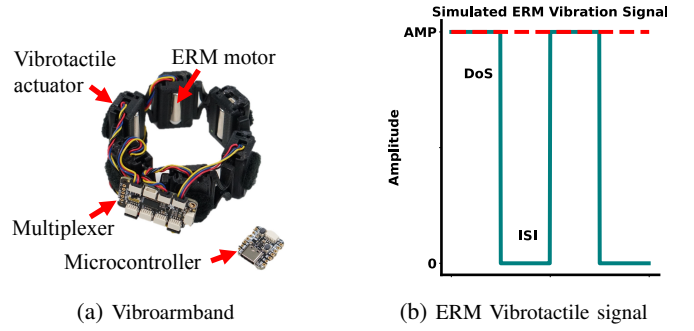 Vibrotactile
actuator
ERM motor
Multiplexer
Microcontroller
(a) Vibroarmband
Simulated ERM Vibration Signal
AMP
DoS
Amplitude
ISI
0
(b) ERM Vibrotactile signal